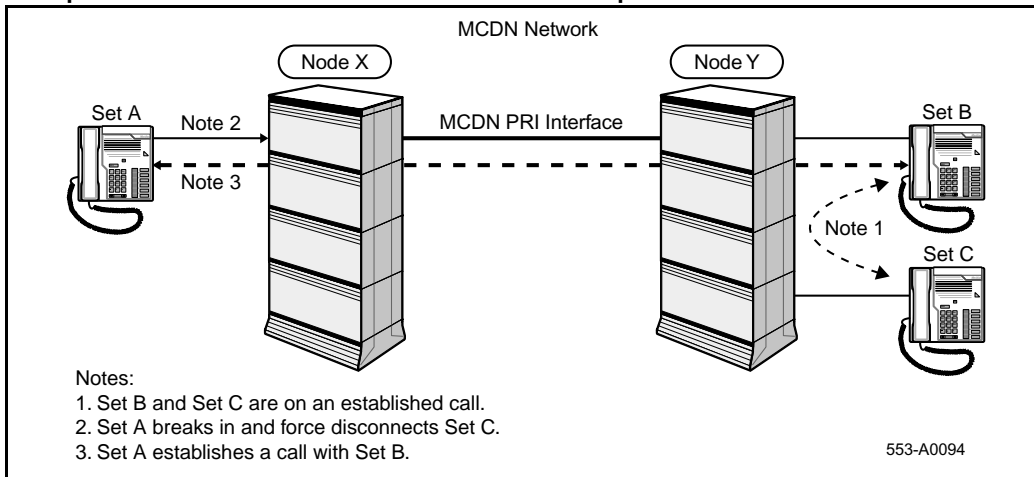 MCDN Network
Node X
Node Y
Set A
Note 2
MCDN PRI Interface
Set B
Note 3
Note 1
Set C
Notes:
1. Set B and Set C are on an established call.
2. Set A breaks in and force disconnects Set C.
3. Set A establishes a call with Set B.
553-A0094